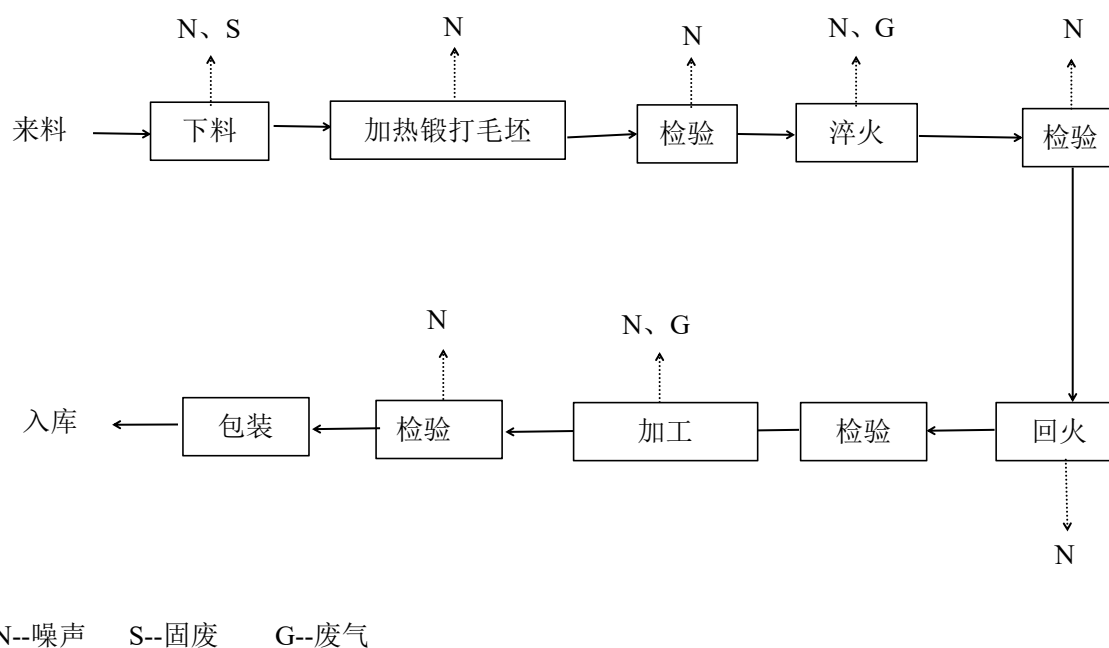 N、S
N
N
N、G
N
来料
下料
加热锻打毛坯
检验
淬火
检验
N
N、G
入库
包装
检验
加工
检验
回火
N
N--噪声 S--固废 G--废气